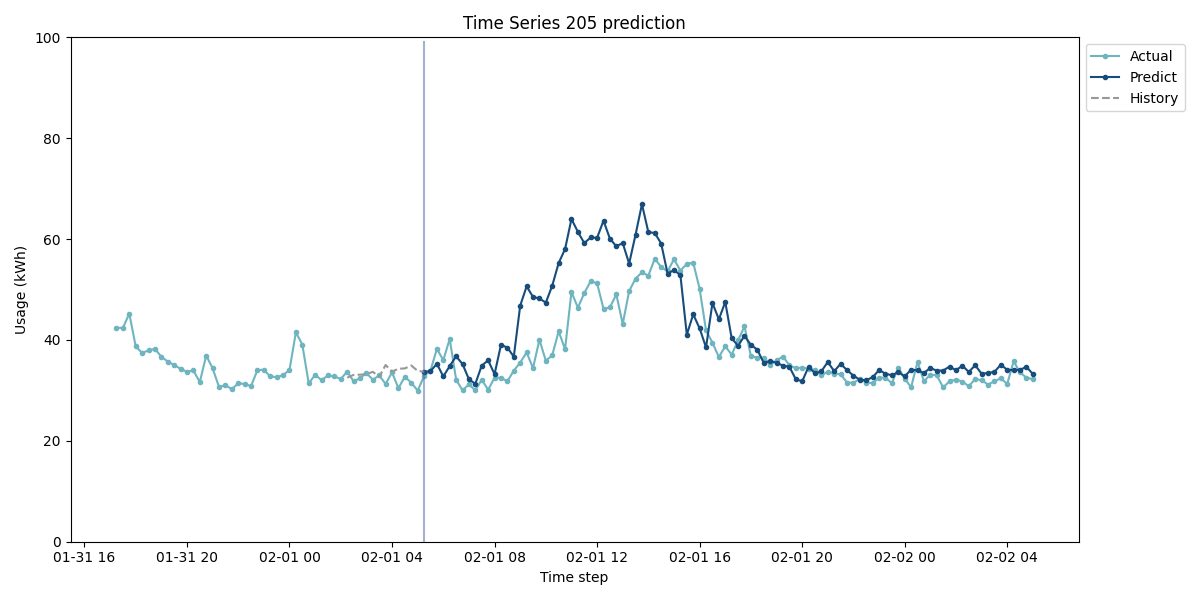 Time Series 205 prediction
100
80
60
40
20
0
Usage (kWh)
01-31 16
01-31 20
02-01 00
02-01 04
02-01 08
02-01 12
02-01 16
02-01 20
02-02 00
02-02 04
Time step
Actual
Predict
History